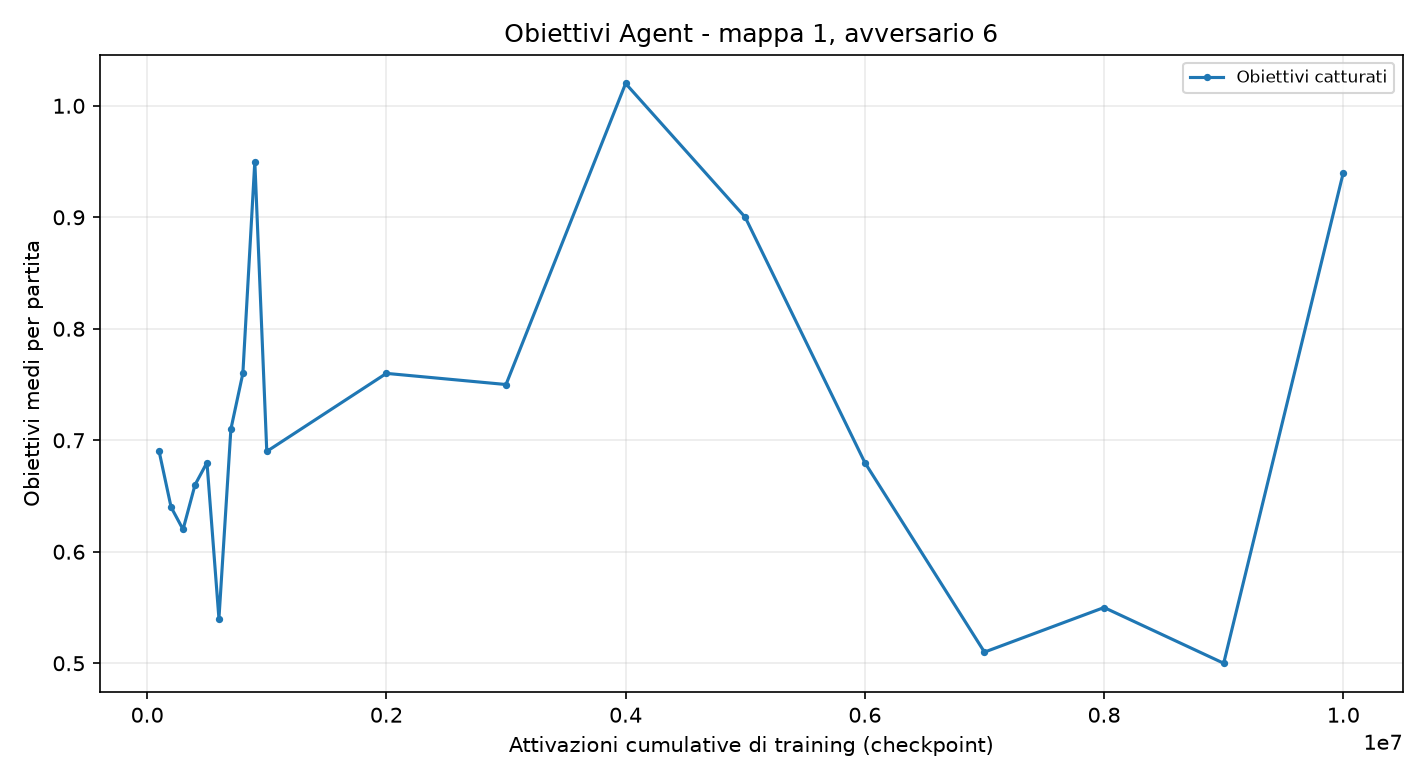 Obiettivi Agent - mappa 1, avversario 6
Obiettivi catturati
Obiettivi medi per partita
1.0
0.9
0.8
0.7
0.6
0.5
0.0 0.2 0.4 0.6 0.8 1.0
1e7
Attivazioni cumulative di training (checkpoint)